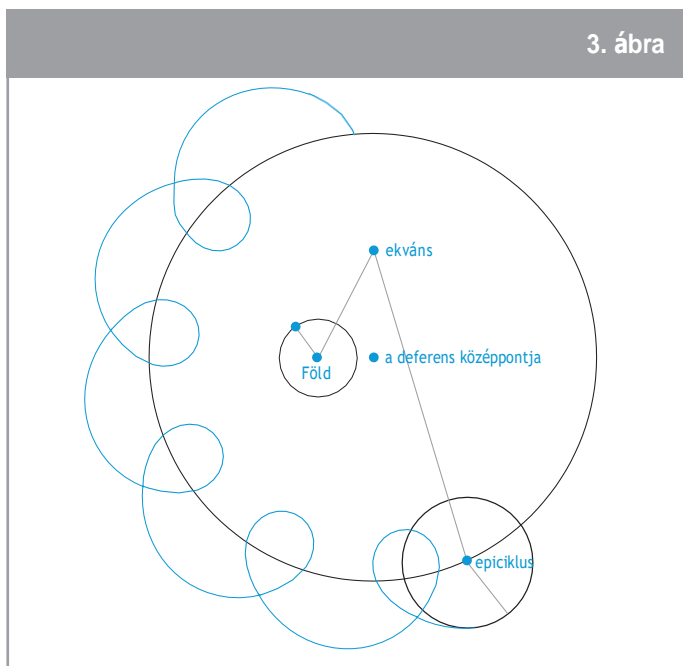 3. ábra
ekváns
a deferens középpontja
Föld
epiciklus